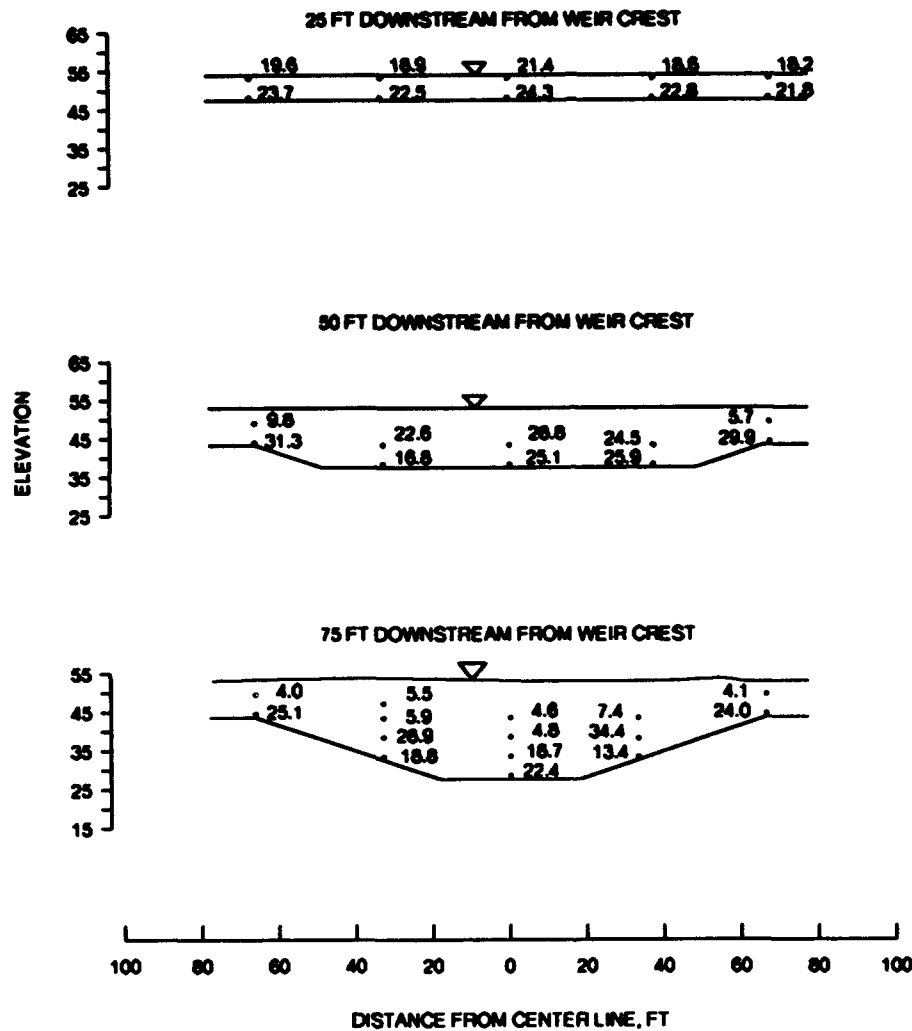 25 FT DOWNSTREAM FROM WEIR CREST
65
55
45
35
25
19.6 18.9 21.4 18.8 18.2
23.7 22.5 24.3 22.8 21.8
50 FT DOWNSTREAM FROM WEIR CREST
65
55
45
35
25
9.8 5.7
31.3 22.6 28.8 24.5 29.9
16.8 25.1 25.9
ELEVATION
75 FT DOWNSTREAM FROM WEIR CREST
55
45
35
25
15
4.0 5.5 4.1
25.1 5.9 4.6 7.4 24.0
28.9 4.8 34.4
18.8 18.7 13.4
22.4
100 80 60 40 20 0 20 40 60 80 100
DISTANCE FROM CENTER LINE, FT